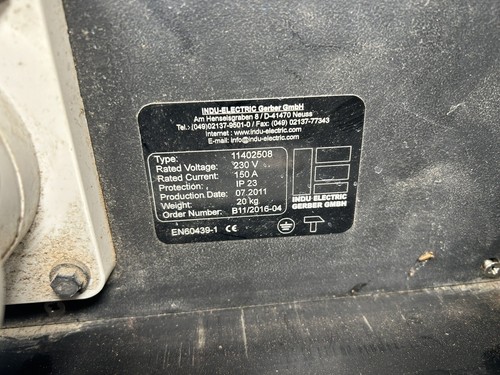 INDU-ELECTRIC Gerber GmbH
Am Henselsgraben 8 / D-41470 Neuss
Tel.:(049)02137-9501-0 / Fax: (049) 02137-77343
Internet : www.indu-electric.com
E-mail: info@indu-electric.com
Type: 11402508
Rated Voltage: 230 V
Rated Current: 150 A
Protection: IP 23
Production Date: 07.2011
Weight: 20 kg
Order Number: B11/2016-04
INDU ELECTRIC
GERBER GMBH
EN60439-1 CE